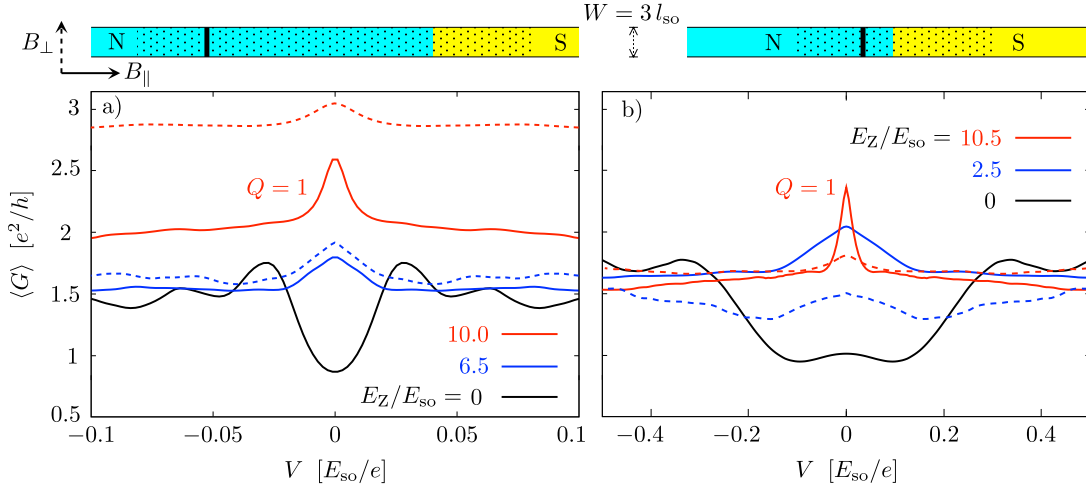 N S W = 3 l_so N S
B_⊥
B_∥
a) b)
3 2.5 2 1.5 1 0.5
⟨G⟩ [e²/h]
Q = 1
10.0
6.5
E_Z/E_so = 0
−0.1 −0.05 0 0.05 0.1
V [E_so/e]
E_Z/E_so = 10.5
2.5
0
Q = 1
−0.4 −0.2 0 0.2 0.4
V [E_so/e]